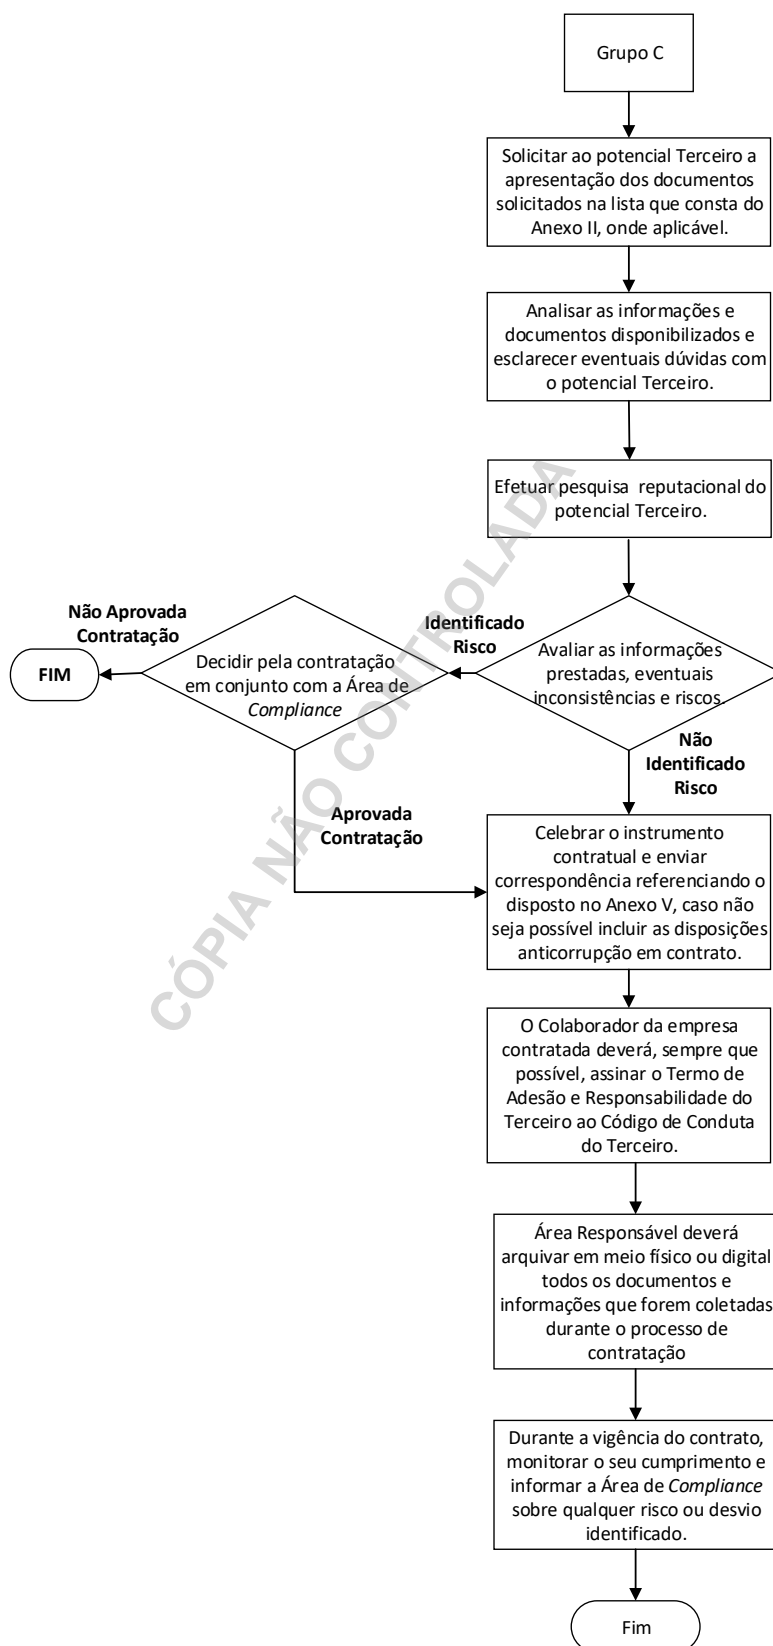 Grupo C
Solicitar ao potencial Terceiro a
apresentação dos documentos
solicitados na lista que consta do
Anexo II, onde aplicável.
Analisar as informações e
documentos disponibilizados e
esclarecer eventuais dúvidas com
o potencial Terceiro.
Efetuar pesquisa reputacional do
potencial Terceiro.
Avaliar as informações
prestadas, eventuais
inconsistências e riscos.
Identificado
Risco
Decidir pela contratação
em conjunto com a Área de
Compliance
Não Aprovada
Contratação
FIM
Não
Identificado
Risco
Aprovada
Contratação
Celebrar o instrumento
contratual e enviar
correspondência referenciando o
disposto no Anexo V, caso não
seja possível incluir as disposições
anticorrupção em contrato.
O Colaborador da empresa
contratada deverá, sempre que
possível, assinar o Termo de
Adesão e Responsabilidade do
Terceiro ao Código de Conduta
do Terceiro.
Área Responsável deverá
arquivar em meio físico ou digital
todos os documentos e
informações que forem coletadas
durante o processo de
contratação
Durante a vigência do contrato,
monitorar o seu cumprimento e
informar a Área de Compliance
sobre qualquer risco ou desvio
identificado.
Fim
CÓPIA NÃO CONTROLADA